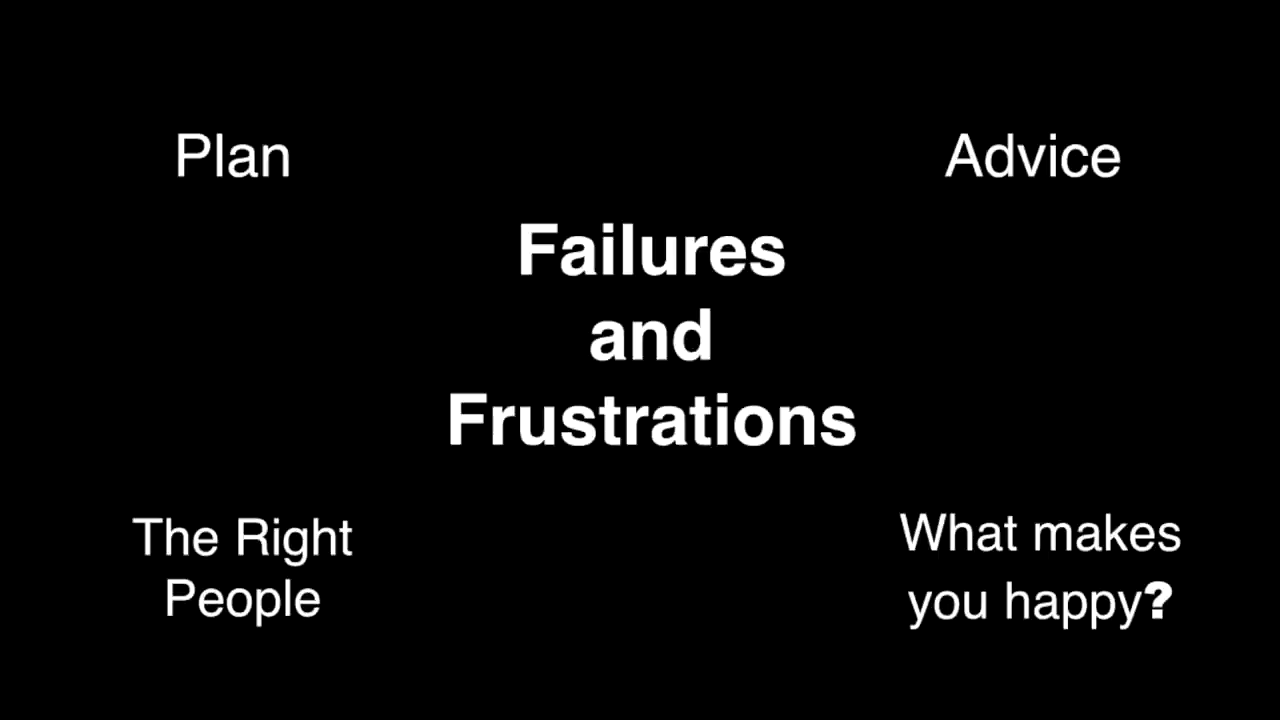 Plan
Advice
Failures
and
Frustrations
The Right
People
What makes
you happy?